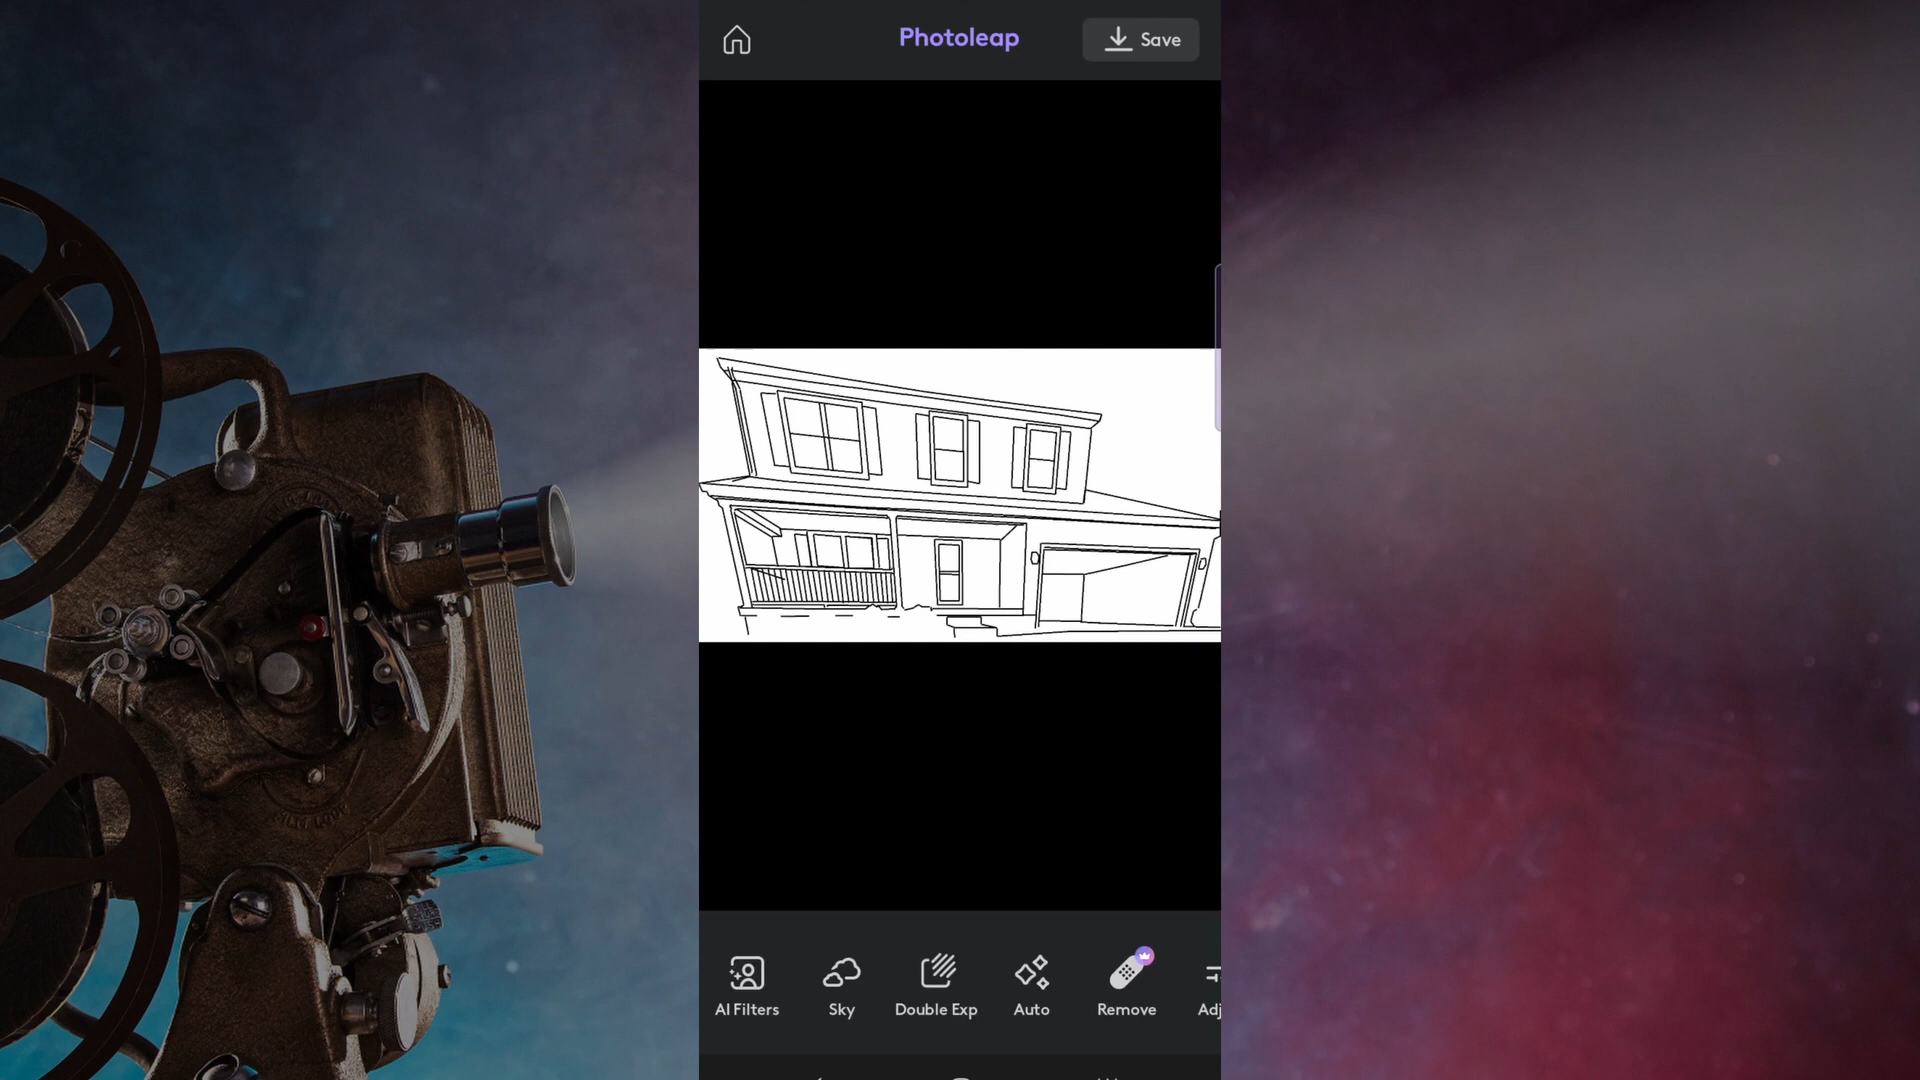 Photoleap
Save
AI Filters
Sky
Double Exp
Auto
Remove
Adj